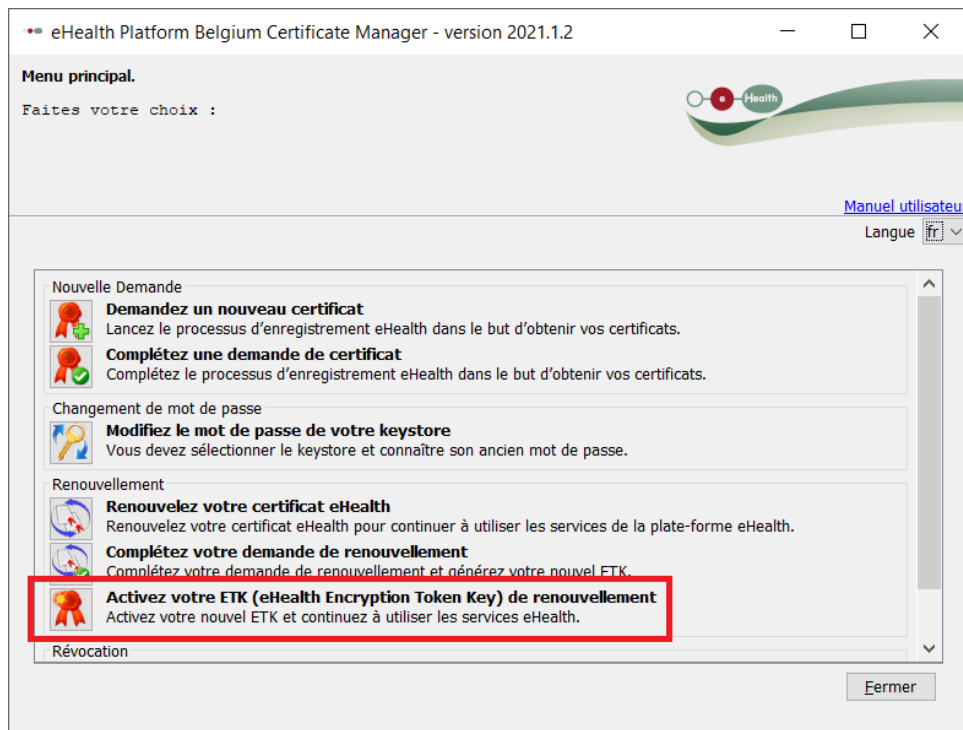 eHealth Platform Belgium Certificate Manager - version 2021.1.2
Menu principal.
Faites votre choix :
e Health
Manuel utilisateur
Langue fr
Nouvelle Demande
Demandez un nouveau certificat
Lancez le processus d'enregistrement eHealth dans le but d'obtenir vos certificats.
Complétez une demande de certificat
Complétez le processus d'enregistrement eHealth dans le but d'obtenir vos certificats.
Changement de mot de passe
Modifiez le mot de passe de votre keystore
Vous devez sélectionner le keystore et connaître son ancien mot de passe.
Renouvellement
Renouvelez votre certificat eHealth
Renouvelez votre certificat eHealth pour continuer à utiliser les services de la plate-forme eHealth.
Complétez votre demande de renouvellement
Complétez votre demande de renouvellement et générez votre nouvel ETK.
Activez votre ETK (eHealth Encryption Token Key) de renouvellement
Activez votre nouvel ETK et continuez à utiliser les services eHealth.
Révocation
Fermer